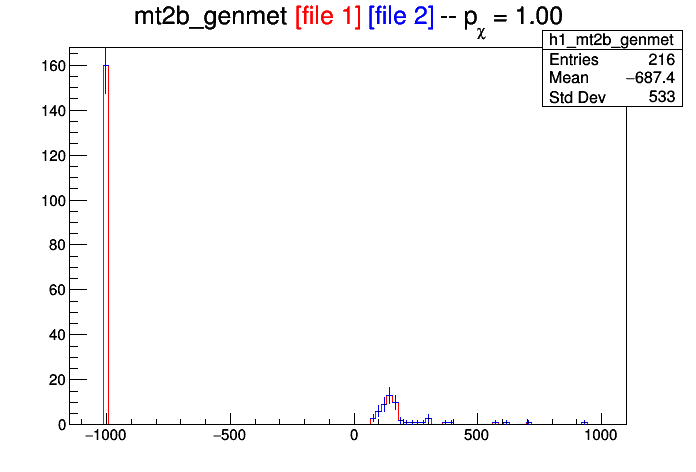 mt2b_genmet [file 1] [file 2] -- pχ = 1.00
h1_mt2b_genmet
Entries 216
Mean −687.4
Std Dev 533
160
140
120
100
80
60
40
20
0
−1000 −500 0 500 1000